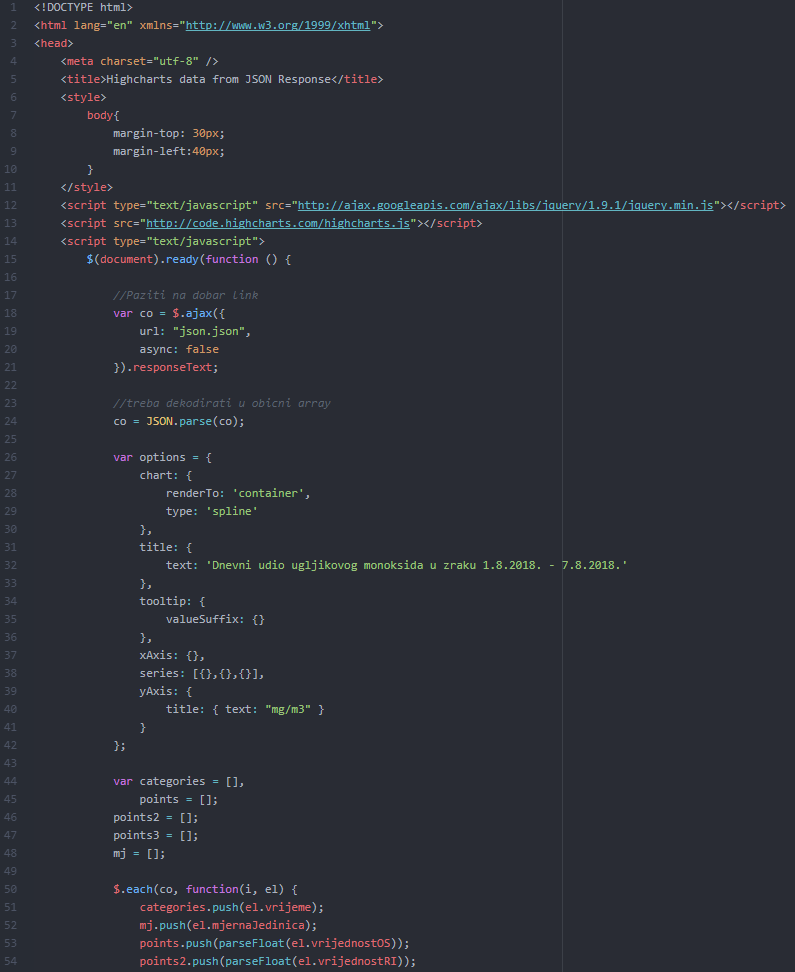 1 <!DOCTYPE html>
2 <html lang="en" xmlns="http://www.w3.org/1999/xhtml">
3 <head>
4     <meta charset="utf-8" />
5     <title>Highcharts data from JSON Response</title>
6     <style>
7         body{
8             margin-top: 30px;
9             margin-left:40px;
10         }
11     </style>
12     <script type="text/javascript" src="http://ajax.googleapis.com/ajax/libs/jquery/1.9.1/jquery.min.js"></script>
13     <script src="http://code.highcharts.com/highcharts.js"></script>
14     <script type="text/javascript">
15         $(document).ready(function () {
16
17             //Paziti na dobar link
18             var co = $.ajax({
19                 url: "json.json",
20                 async: false
21             }).responseText;
22
23             //treba dekodirati u obicni array
24             co = JSON.parse(co);
25
26             var options = {
27                 chart: {
28                     renderTo: 'container',
29                     type: 'spline'
30                 },
31                 title: {
32                     text: 'Dnevni udio ugljikovog monoksida u zraku 1.8.2018. - 7.8.2018.'
33                 },
34                 tooltip: {
35                     valueSuffix: {}
36                 },
37                 xAxis: {},
38                 series: [{},{},{}],
39                 yAxis: {
40                     title: { text: "mg/m3" }
41                 }
42             };
43
44             var categories = [],
45                 points = [];
46             points2 = [];
47             points3 = [];
48             mj = [];
49
50             $.each(co, function(i, el) {
51                 categories.push(el.vrijeme);
52                 mj.push(el.mjernaJedinica);
53                 points.push(parseFloat(el.vrijednostOS));
54                 points2.push(parseFloat(el.vrijednostRI));